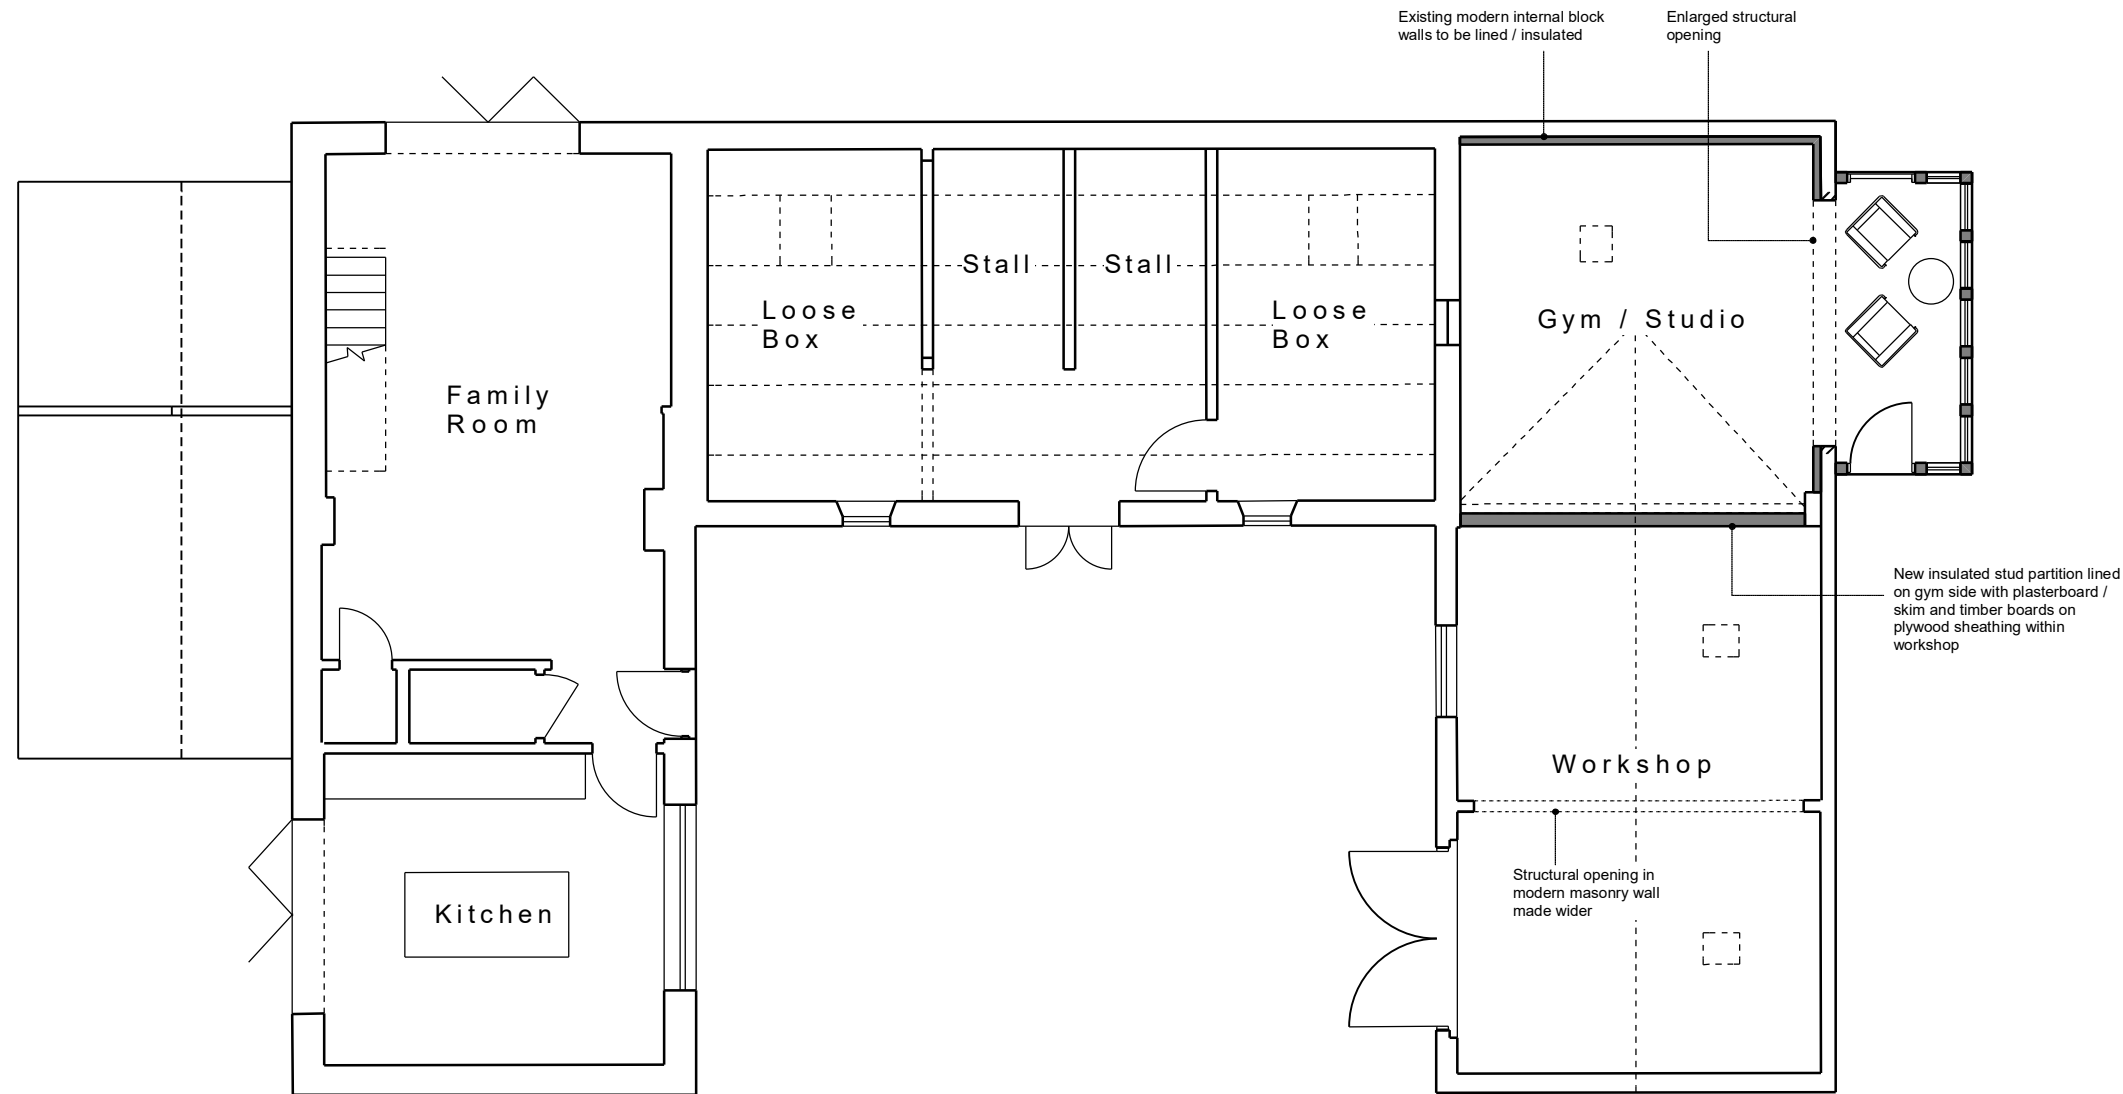 Existing modern internal block
walls to be lined / insulated
Enlarged structural
opening
Stall
Stall
Loose
Box
Loose
Box
Gym / Studio
Family
Room
New insulated stud partition lined
on gym side with plasterboard /
skim and timber boards on
plywood sheathing within
workshop
Workshop
Structural opening in
modern masonry wall
made wider
Kitchen